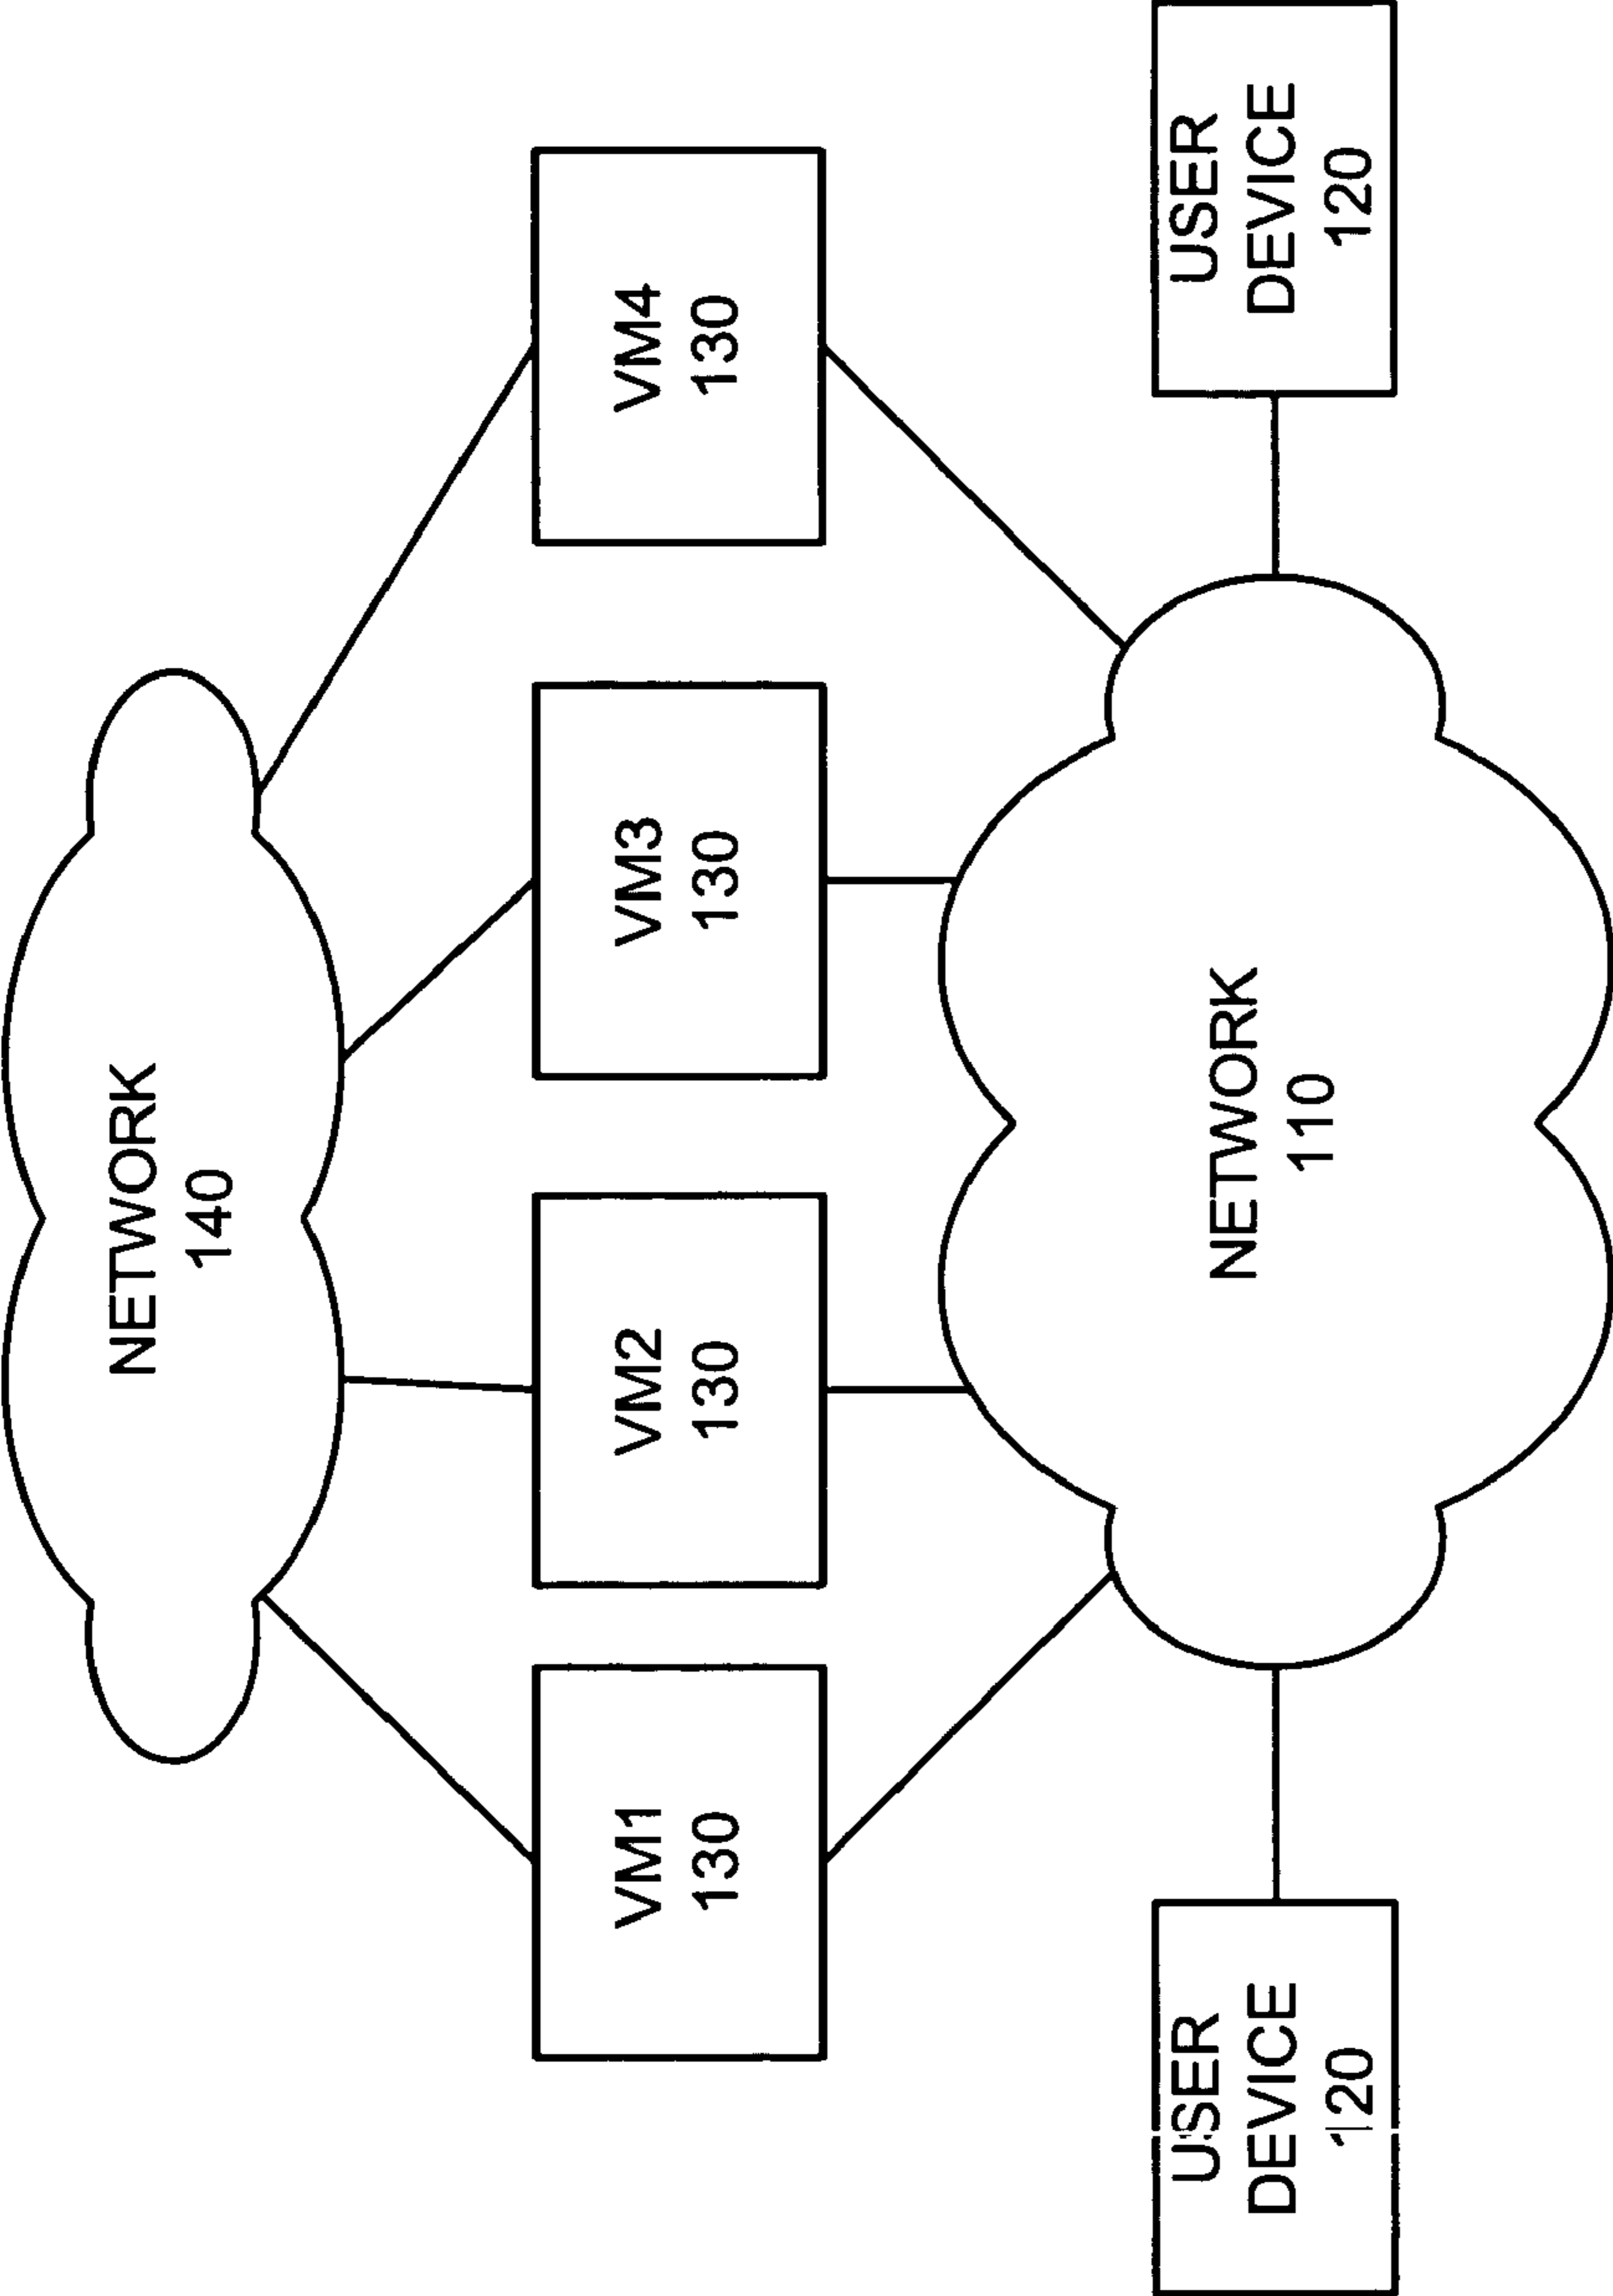 NETWORK
140
VM1
130
VM2
130
VM3
130
VM4
130
USER
DEVICE
120
NETWORK
110
USER
DEVICE
120